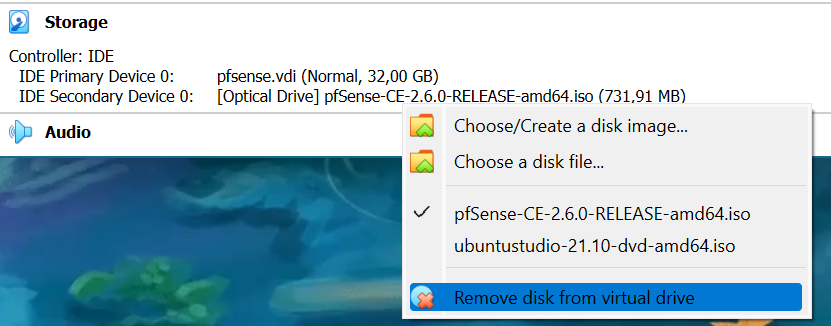 Storage
Controller: IDE
IDE Primary Device 0: pfsense.vdi (Normal, 32,00 GB)
IDE Secondary Device 0: [Optical Drive] pfSense-CE-2.6.0-RELEASE-amd64.iso (731,91 MB)
Audio
Choose/Create a disk image...
Choose a disk file...
pfSense-CE-2.6.0-RELEASE-amd64.iso
ubuntustudio-21.10-dvd-amd64.iso
Remove disk from virtual drive